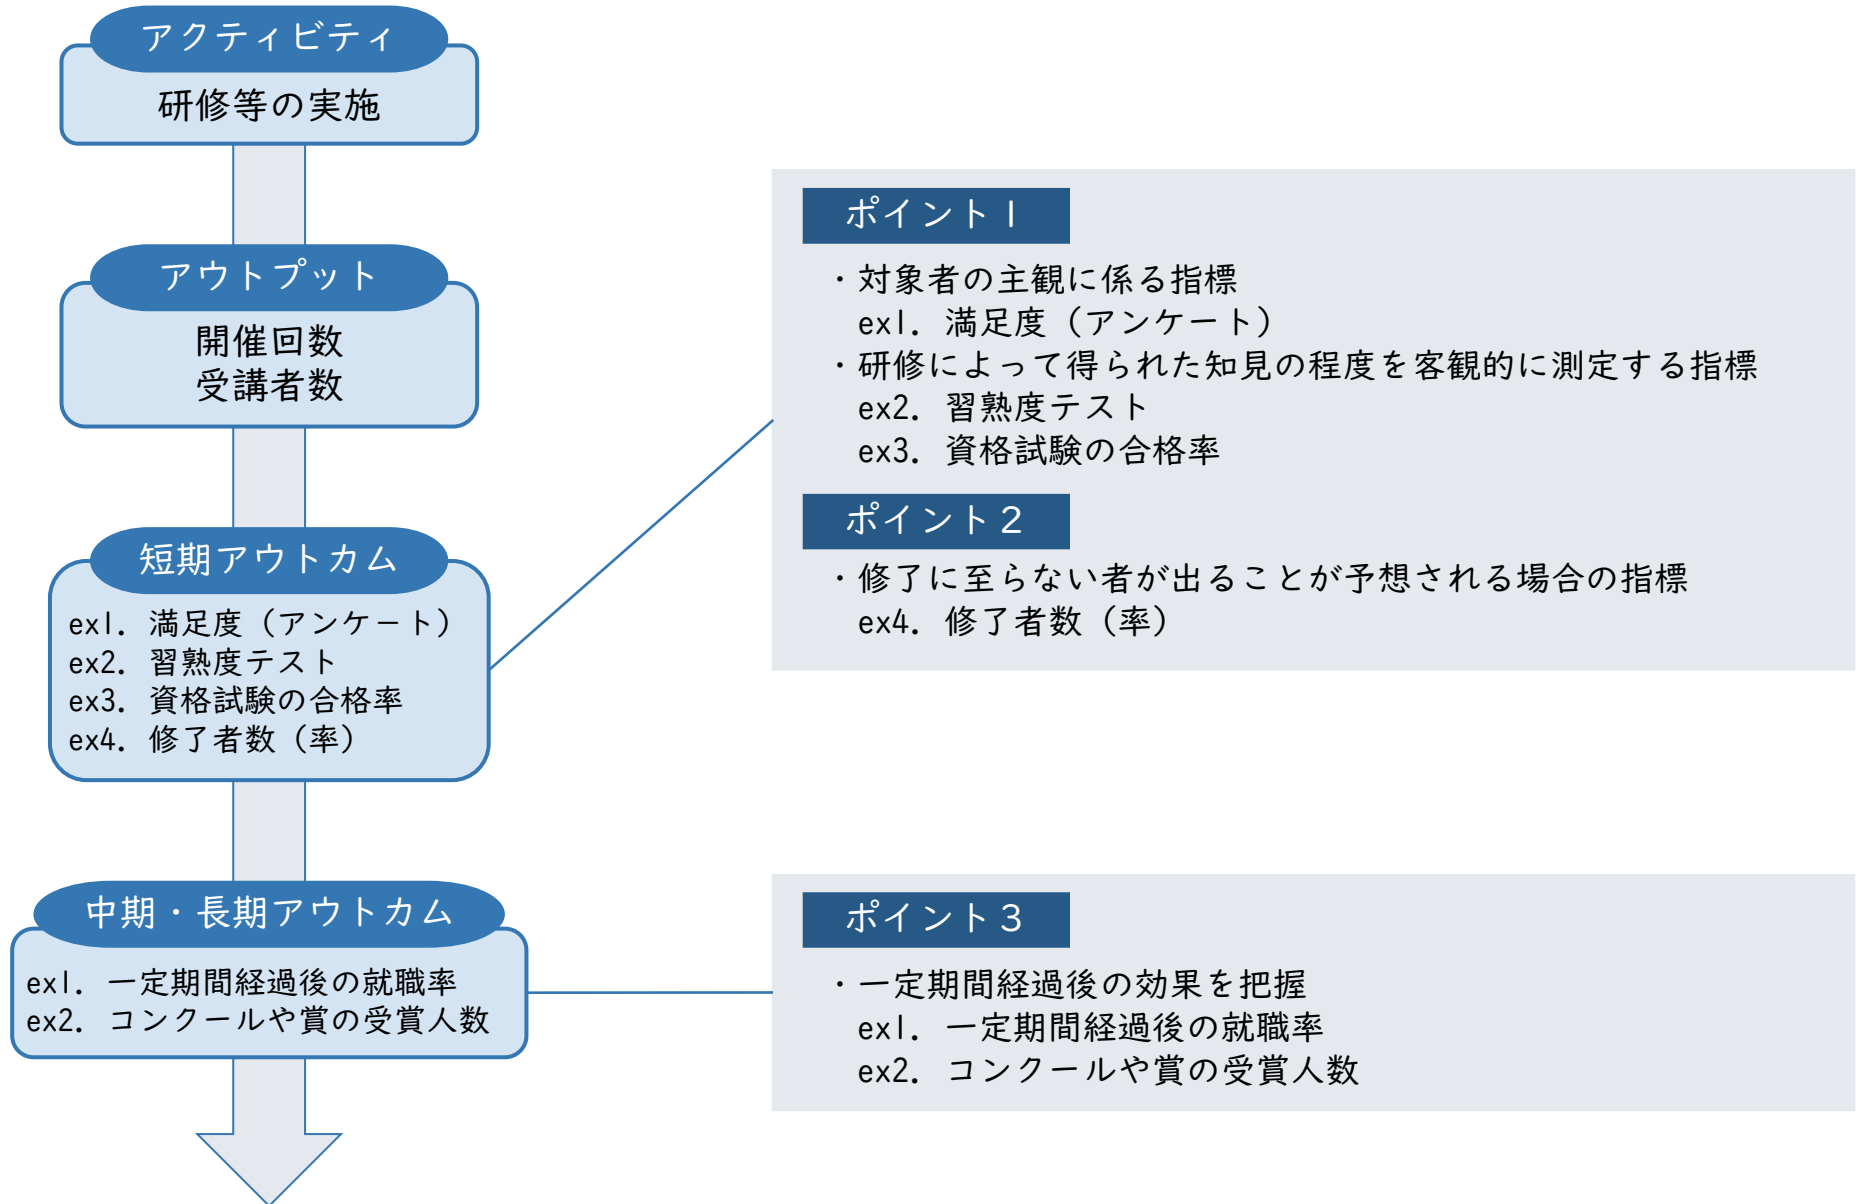 アクティビティ
研修等の実施
アウトプット
開催回数
受講者数
短期アウトカム
ex1. 満足度（アンケート）
ex2. 習熟度テスト
ex3. 資格試験の合格率
ex4. 修了者数（率）
中期・長期アウトカム
ex1. 一定期間経過後の就職率
ex2. コンクールや賞の受賞人数
ポイント1
・対象者の主観に係る指標
ex1. 満足度（アンケート）
・研修によって得られた知見の程度を客観的に測定する指標
ex2. 習熟度テスト
ex3. 資格試験の合格率
ポイント２
・修了に至らない者が出ることが予想される場合の指標
ex4. 修了者数（率）
ポイント３
・一定期間経過後の効果を把握
ex1. 一定期間経過後の就職率
ex2. コンクールや賞の受賞人数